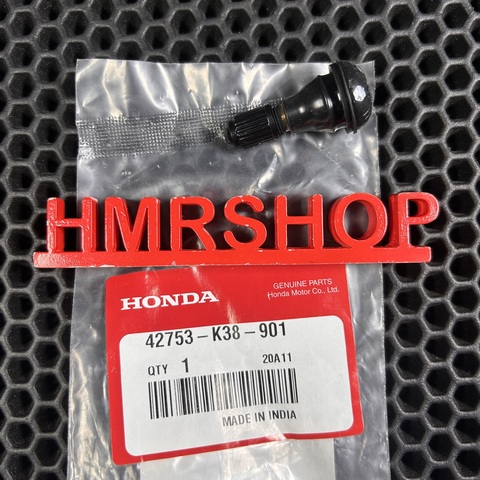 HMRSHOP
GENUINE PARTS
HONDA Honda Motor Co., Ltd.
42753-K38-901
QTY 1 20A11
MADE IN INDIA